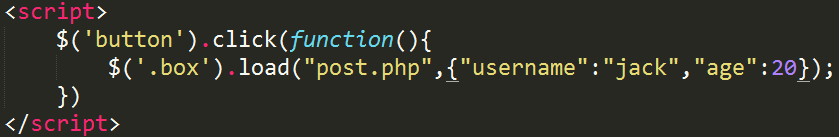 <script>
$('button').click(function(){
$('.box').load("post.php",{"username":"jack","age":20});
})
</script>